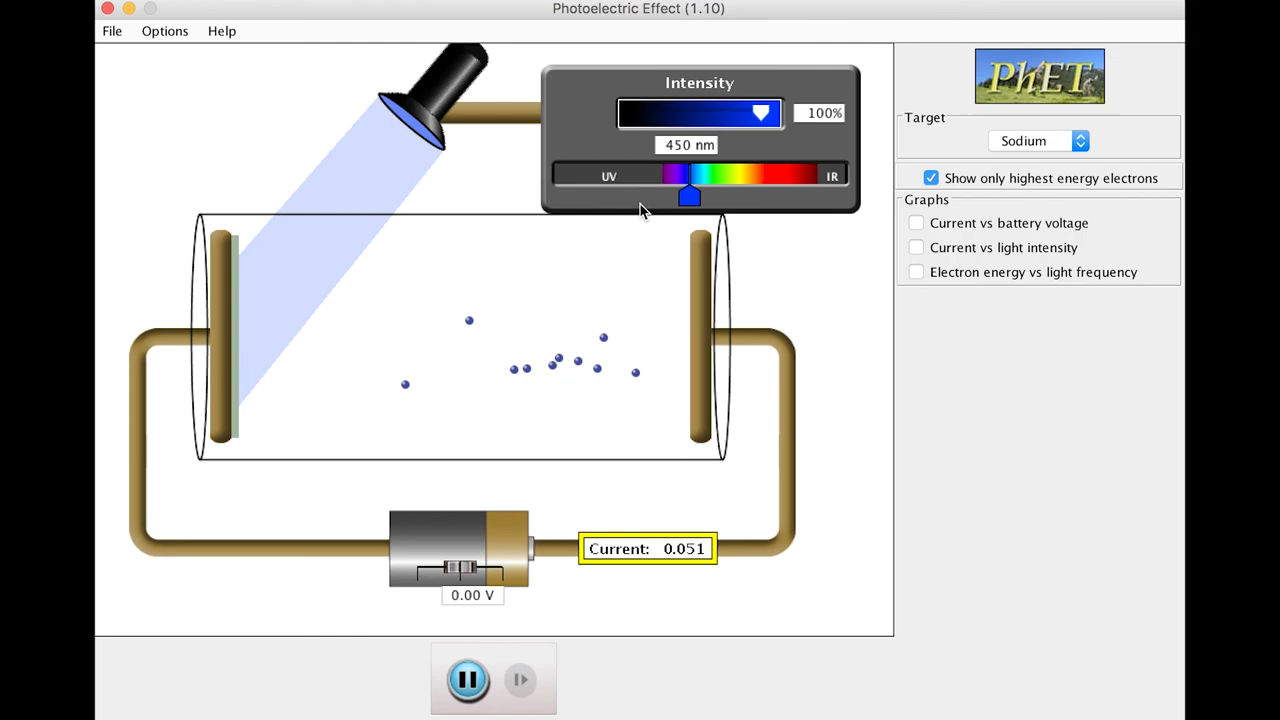 Photoelectric Effect (1.10)
File Options Help
Intensity
100%
450 nm
UV IR
Current: 0.051
0.00 V
PhET
Target
Sodium
Show only highest energy electrons
Graphs
Current vs battery voltage
Current vs light intensity
Electron energy vs light frequency